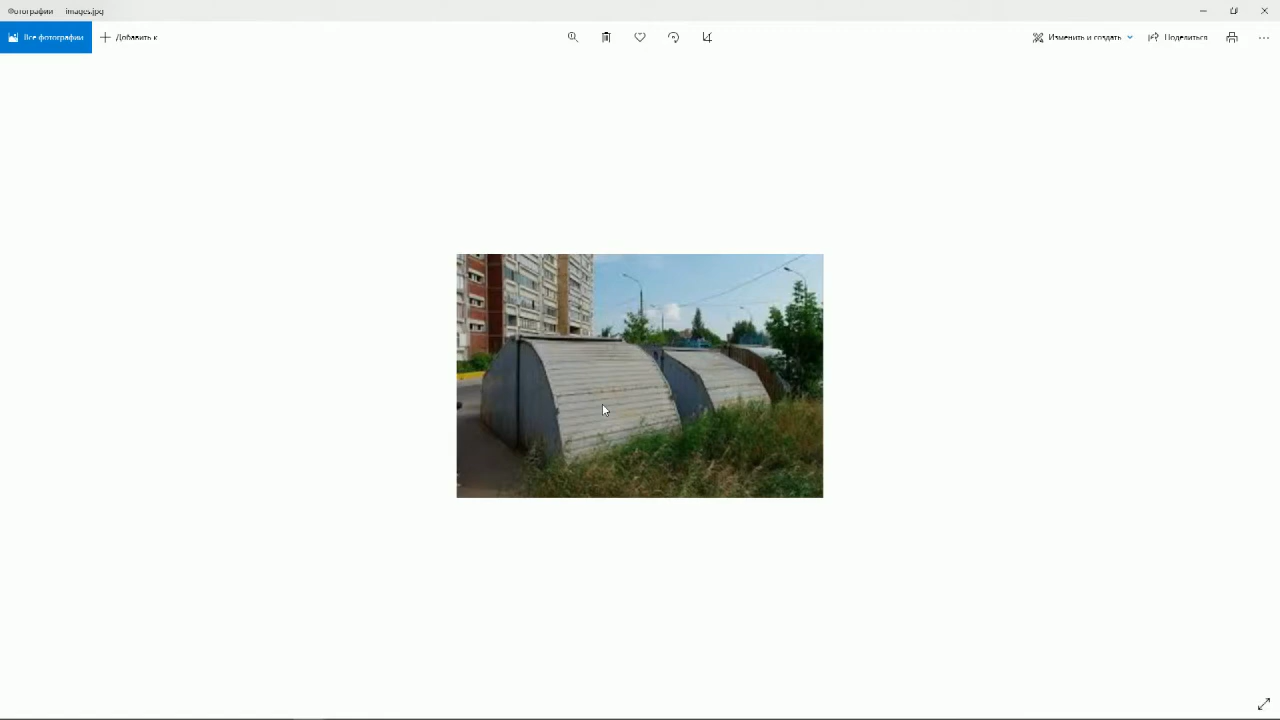 Фотографии — images.jpg
Все фотографии
Добавить к
Изменить и создать
Поделиться